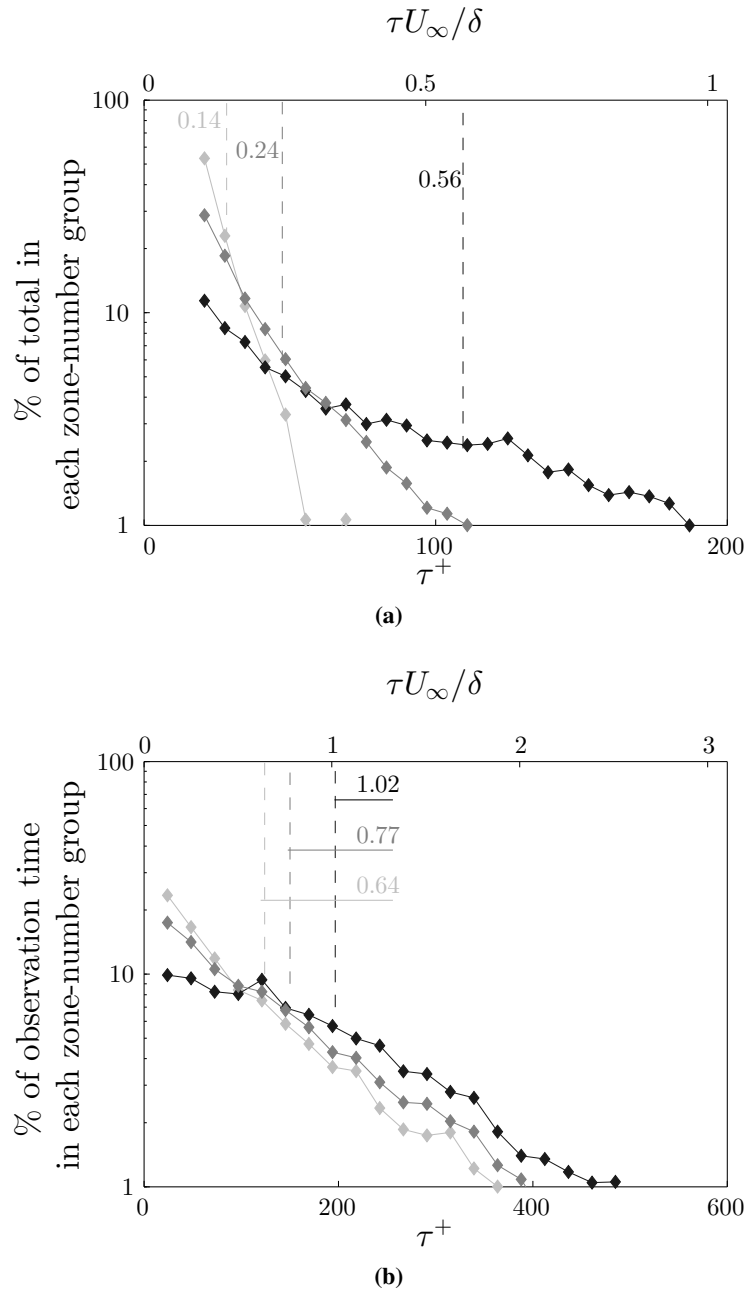 τU∞/δ
0 0.5 1
100
0.14
0.24
0.56
% of total in
each zone-number group
10
1
0 100 200
τ+
(a)
τU∞/δ
0 1 2 3
100
1.02
0.77
0.64
% of observation time
in each zone-number group
10
1
0 200 400 600
τ+
(b)